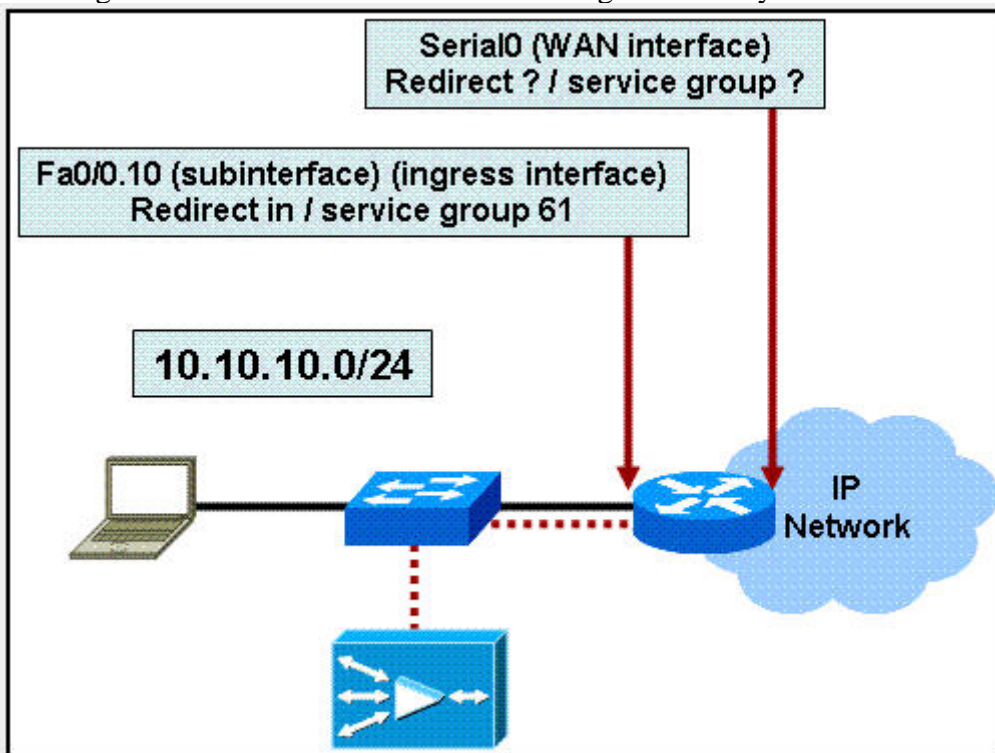 Serial0 (WAN interface)
Redirect ? / service group ?
Fa0/0.10 (subinterface) (ingress interface)
Redirect in / service group 61
10.10.10.0/24
IP
Network